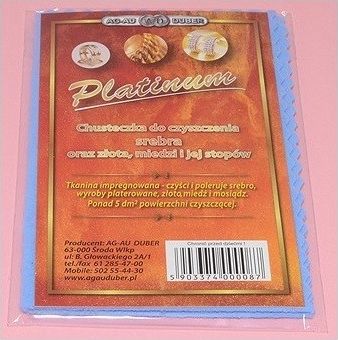 AG-AU DUBER
Platinum
Chusteczka do czyszczenia
srebra
oraz złota, miedzi i jej stopów
Tkanina impregnowana - czyści i poleruje srebro,
wyroby platerowane, złoto, miedź i mosiądz.
Ponad 5 dm² powierzchni czyszczącej.
Producent: AG-AU DUBER
63-000 Środa Wlkp
ul: B. Głowackiego 2A/1
tel./fax 61 285-47-00
Mobile: 502 55-44-30
www.agauduber.pl
Chronić przed dziećmi !
5 903374 000087